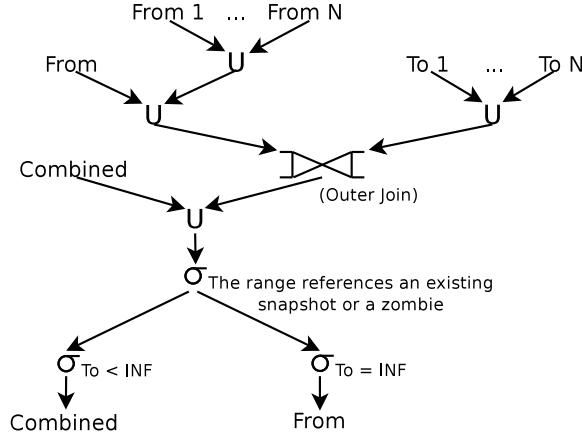 From 1 ... From N
From
U
To 1 ... To N
U
U
(Outer Join)
Combined
U
σ
The range references an existing
snapshot or a zombie
σ To < INF
σ To = INF
Combined
From